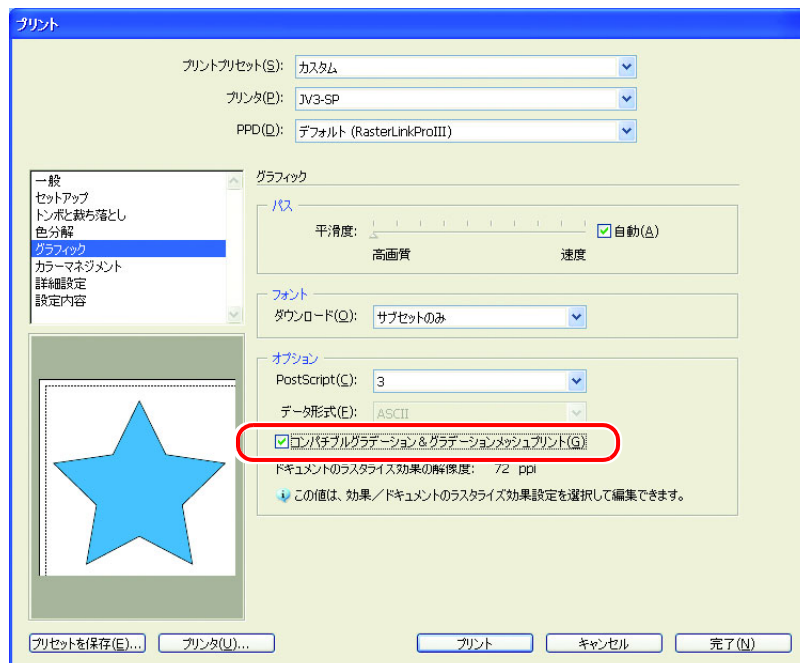 プリント
プリントプリセット(S): カスタム
プリンタ(P): JV3-SP
PPD(D): デフォルト (RasterLinkProIII)
一般
セットアップ
トンボと裁ち落とし
色分解
グラフィック
カラーマネジメント
詳細設定
設定内容
グラフィック
パス
平滑度: 自動(A)
高画質 速度
フォント
ダウンロード(O): サブセットのみ
オプション
PostScript(C): 3
データ形式(F): ASCII
コンパチブルグラデーション＆グラデーションメッシュプリント(G)
ドキュメントのラスタライズ効果の解像度: 72 ppi
この値は、効果／ドキュメントのラスタライズ効果設定を選択して編集できます。
プリセットを保存(E)... プリンタ(U)... プリント キャンセル 完了(N)